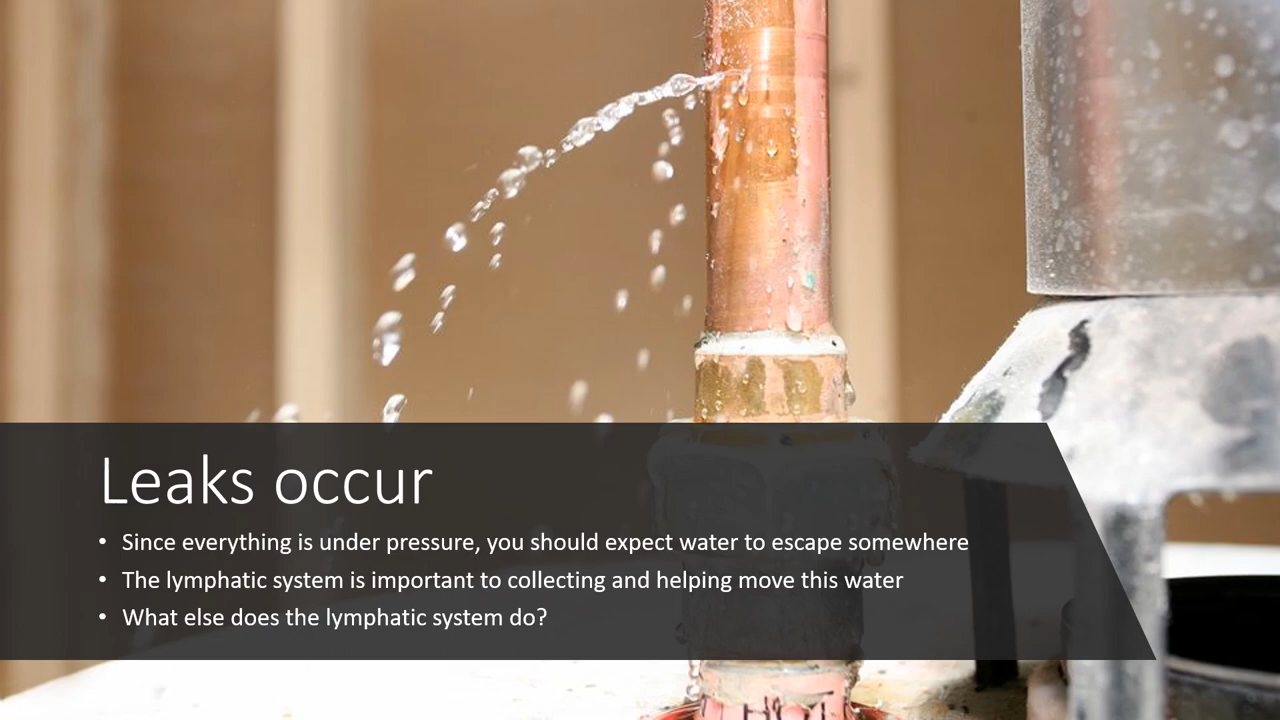 Leaks occur
• Since everything is under pressure, you should expect water to escape somewhere
• The lymphatic system is important to collecting and helping move this water
• What else does the lymphatic system do?
HOT